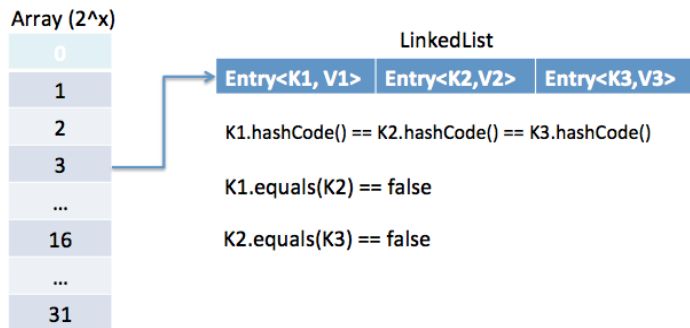 Array (2^x)
0
1
2
3
...
16
...
31
LinkedList
Entry<K1, V1> Entry<K2,V2> Entry<K3,V3>
K1.hashCode() == K2.hashCode() == K3.hashCode()
K1.equals(K2) == false
K2.equals(K3) == false